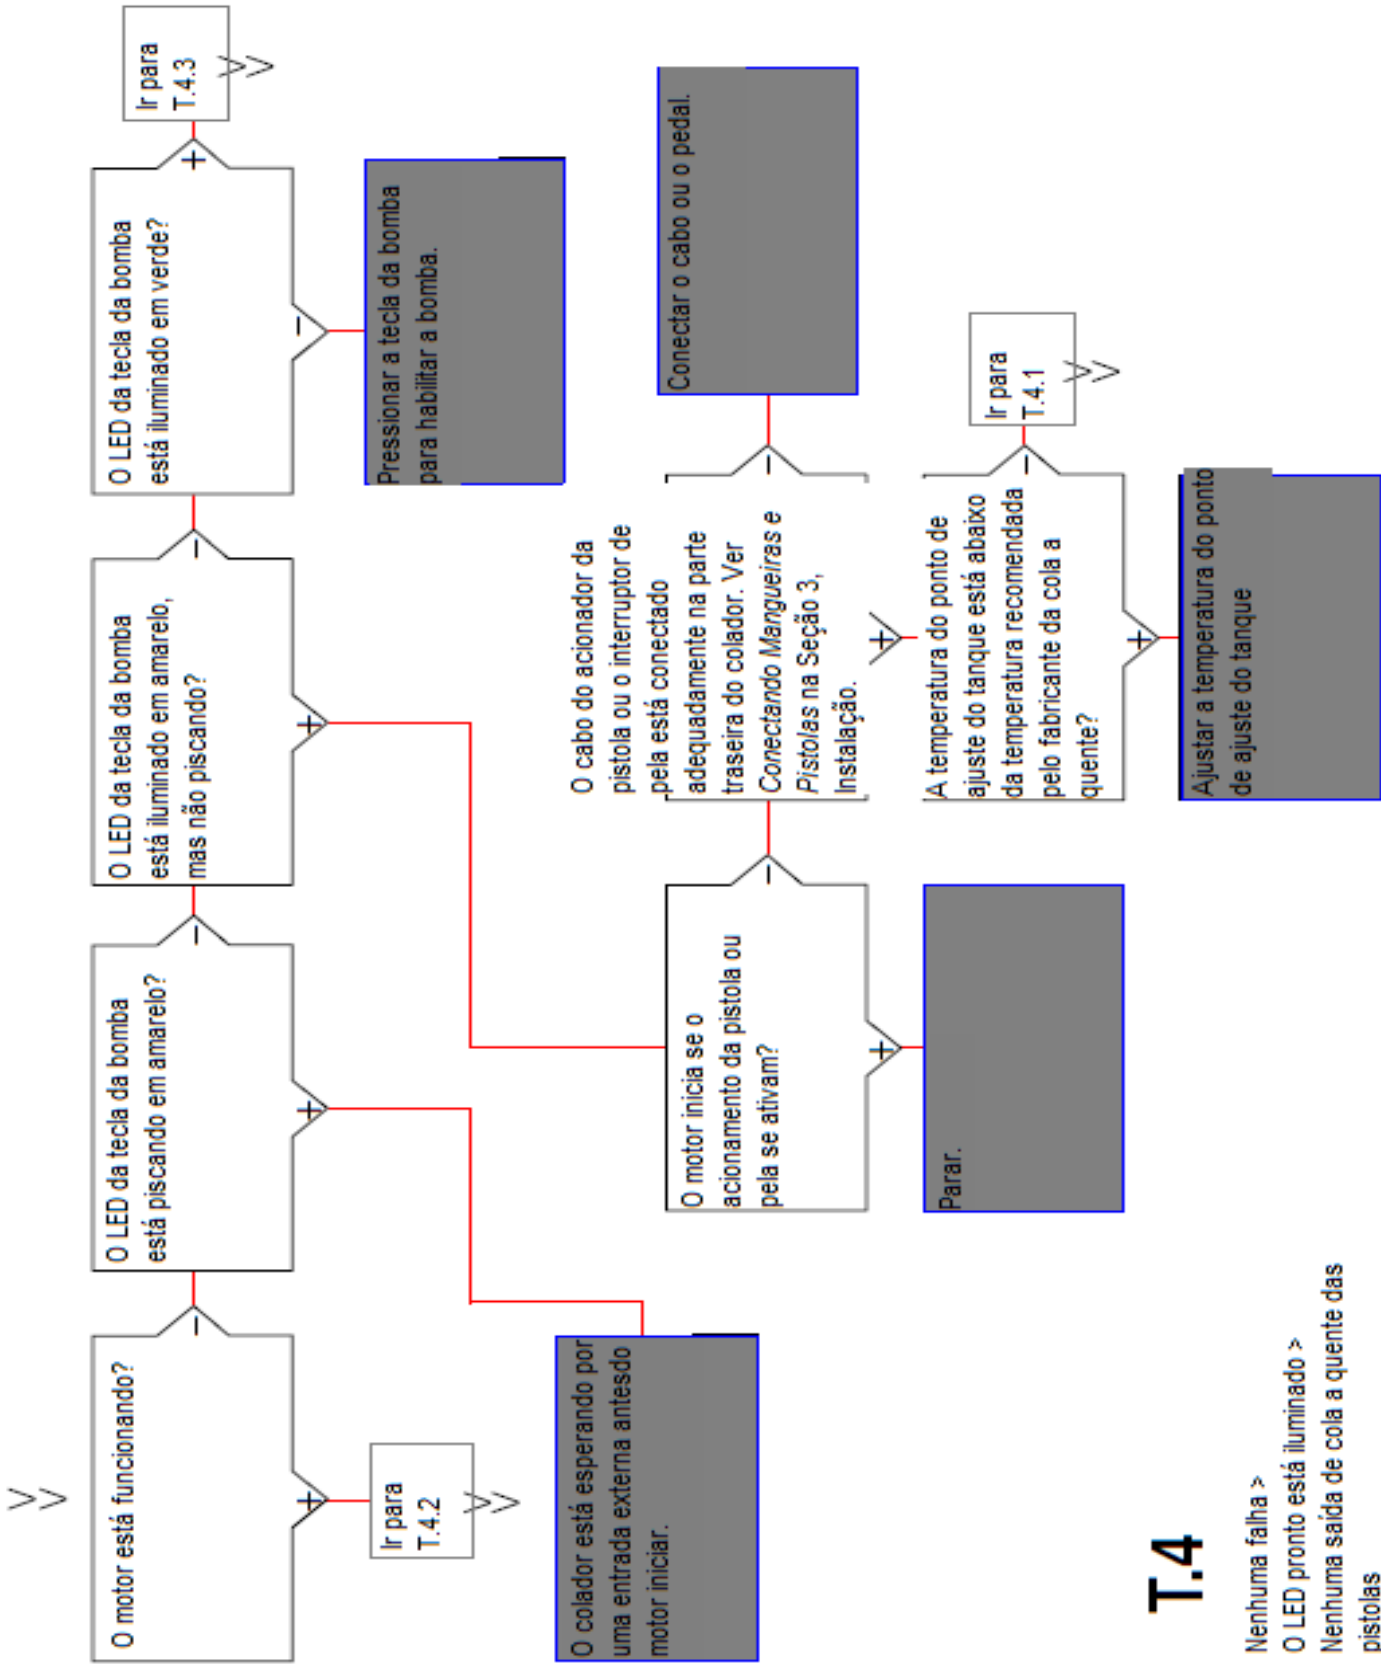 T.4
Nenhuma falha >
O LED pronto está iluminado >
Nenhuma saída de cola a quente das
pistolas
O motor está funcionando?
−
+
Ir para
T.4.2
O LED da tecla da bomba
está piscando em amarelo?
−
+
O colador está esperando por
uma entrada externa antesdo
motor iniciar.
O LED da tecla da bomba
está iluminado em amarelo,
mas não piscando?
−
+
O LED da tecla da bomba
está iluminado em verde?
+
−
Ir para
T.4.3
Pressionar a tecla da bomba
para habilitar a bomba.
O motor inicia se o
acionamento da pistola ou
pela se ativam?
−
+
Parar.
O cabo do acionador da
pistola ou o interruptor de
pela está conectado
adequadamente na parte
traseira do colador. Ver
Conectando Mangueiras e
Pistolas na Seção 3,
Instalação.
−
+
Conectar o cabo ou o pedal.
A temperatura do ponto de
ajuste do tanque está abaixo
da temperatura recomendada
pelo fabricante da cola a
quente?
−
+
Ir para
T.4.1
Ajustar a temperatura do ponto
de ajuste do tanque